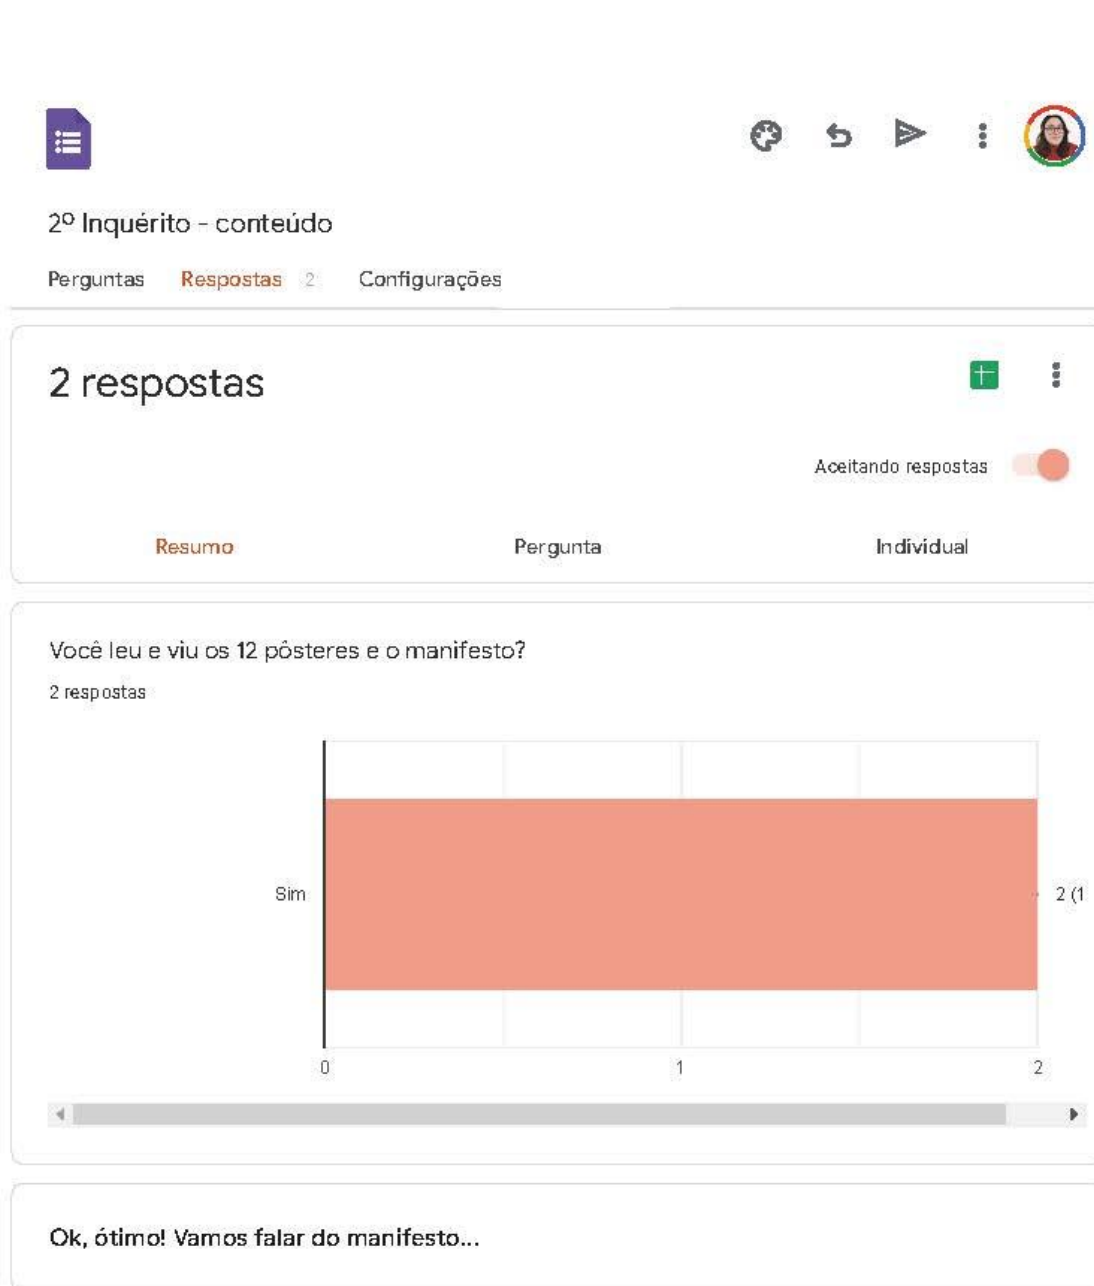 2º Inquérito - conteúdo
Perguntas Respostas 2 Configurações
2 respostas
Aceitando respostas
Resumo Pergunta Individual
Você leu e viu os 12 pôsteres e o manifesto?
2 respostas
Sim 2 (1
0 1 2
Ok, ótimo! Vamos falar do manifesto...